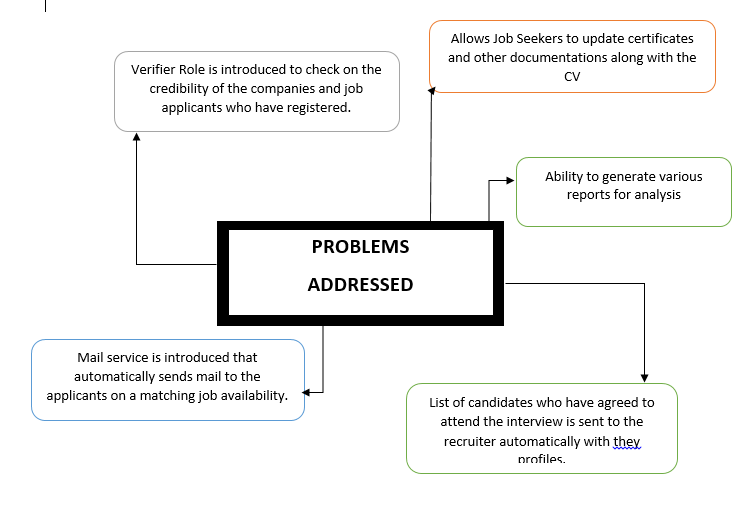 Allows Job Seekers to update certificates
and other documentations along with the
CV
Verifier Role is introduced to check on the
credibility of the companies and job
applicants who have registered.
Ability to generate various
reports for analysis
PROBLEMS
ADDRESSED
Mail service is introduced that
automatically sends mail to the
applicants on a matching job availability.
List of candidates who have agreed to
attend the interview is sent to the
recruiter automatically with they
profiles.